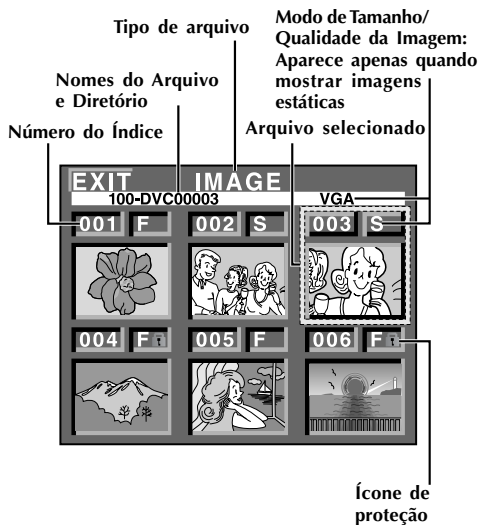 Modo de Tamanho/
Qualidade da Imagem:
Aparece apenas quando
mostrar imagens
estáticas
Tipo de arquivo
Nomes do Arquivo
e Diretório
Número do Índice
Arquivo selecionado
EXIT IMAGE
100-DVC00003 VGA
001 F 002 S 003 S
004 F 005 F 006 F
Ícone de
proteção